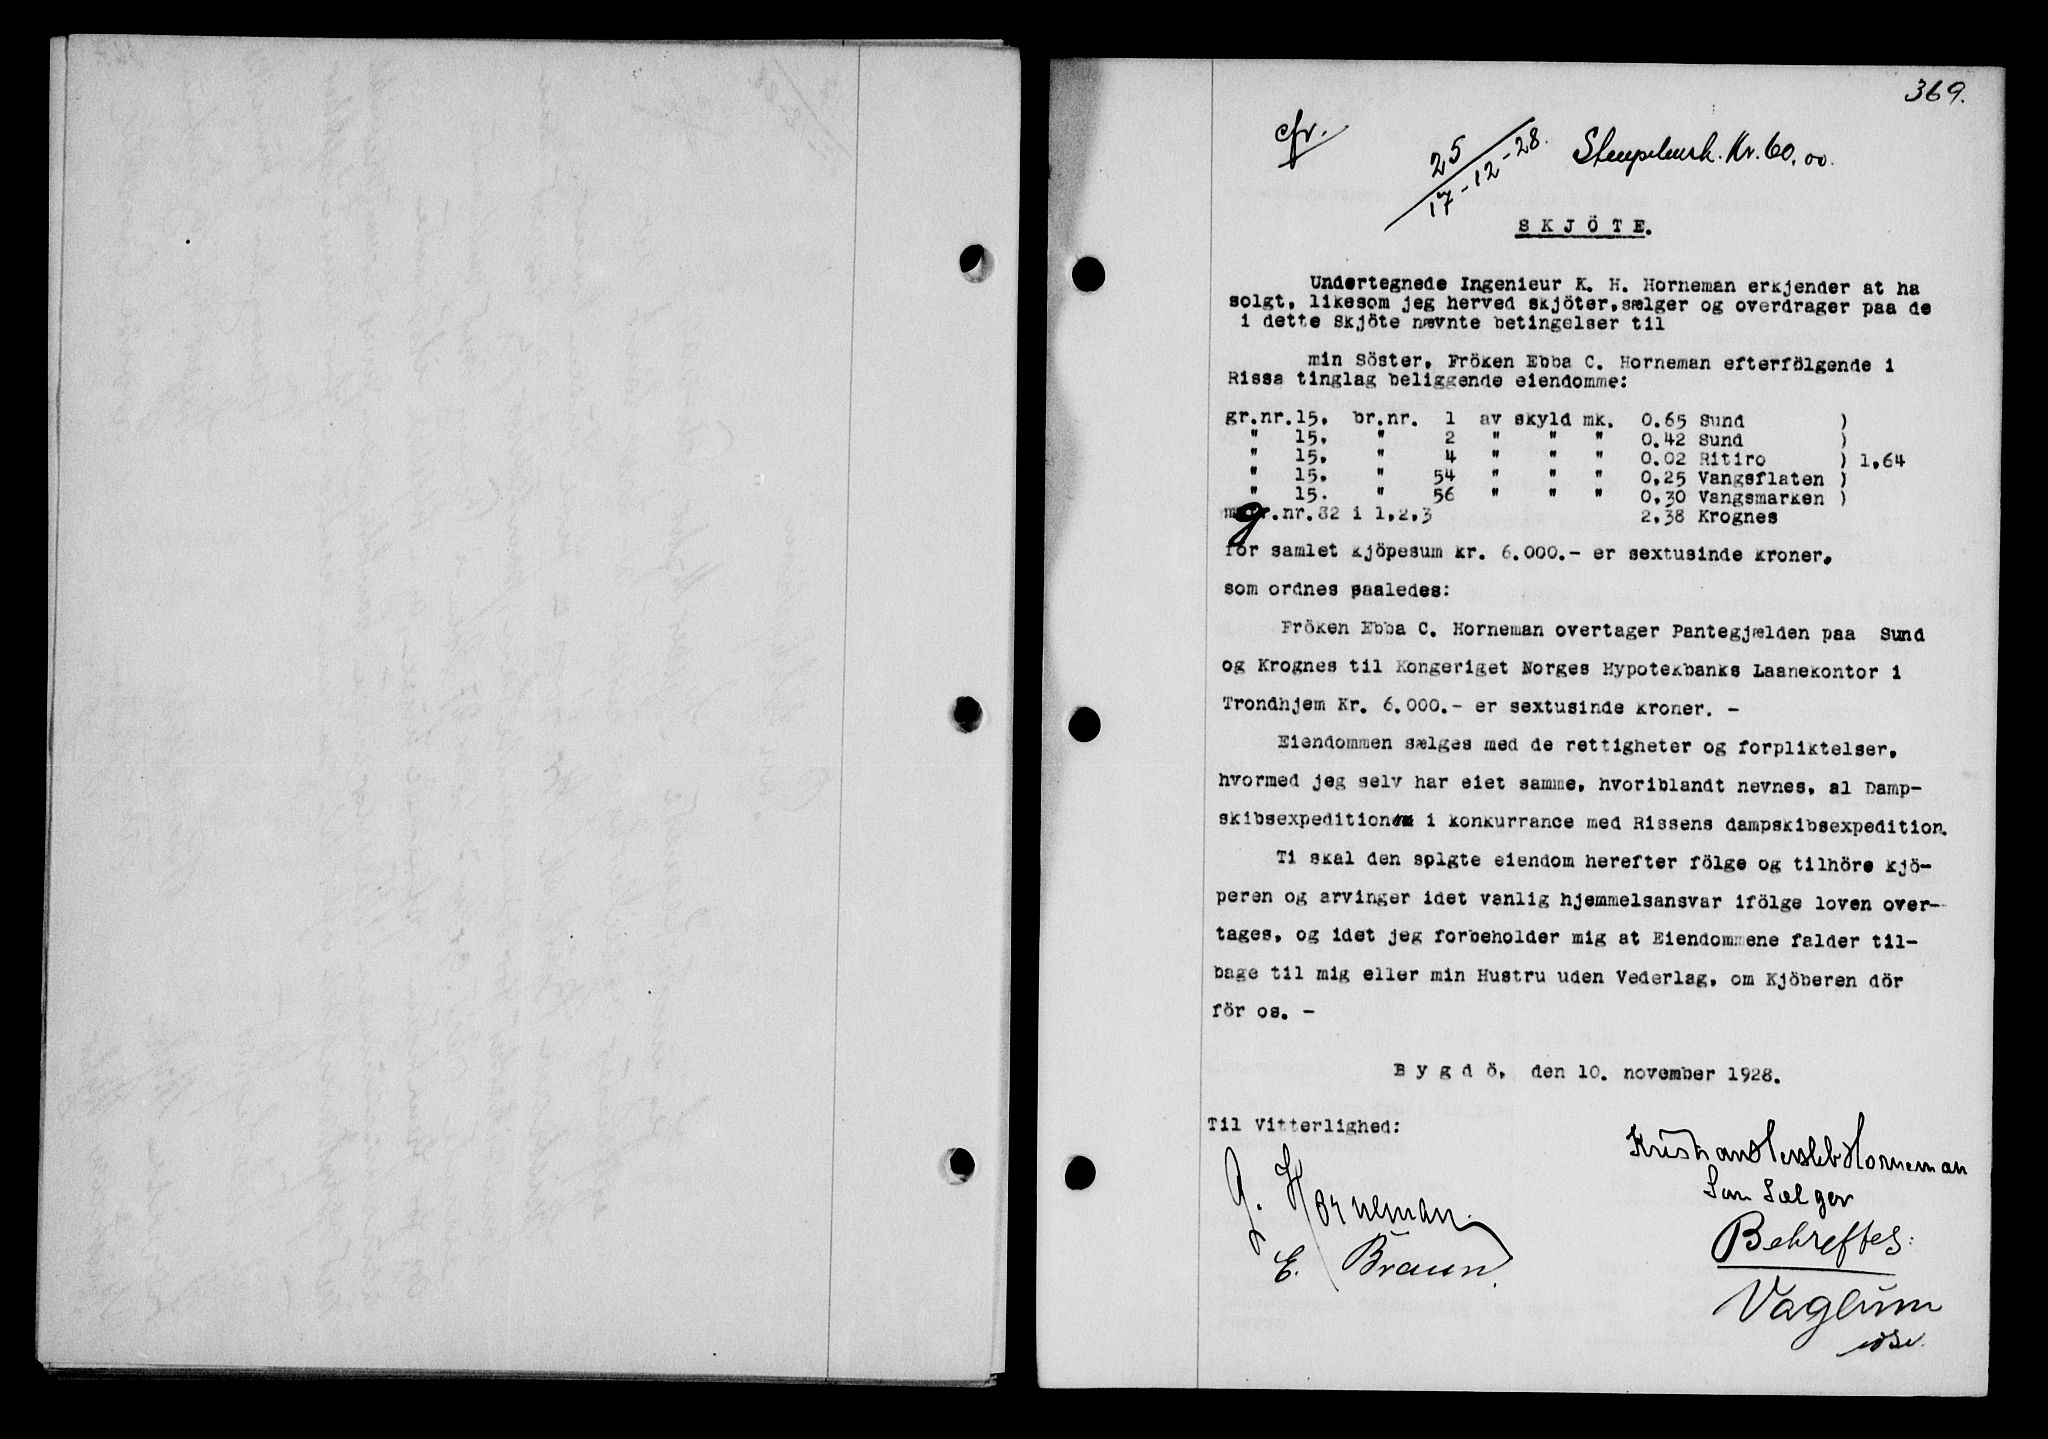 369.
cfr.
25
17-12-28.
Stempelmrk. Kr. 60,00.
SKJÖTE.
Undertegnede Ingenieur K. H. Horneman erkjender at ha
solgt, likesom jeg herved skjöter, sælger og overdrager paa de
i dette Skjöte nævnte betingelser til
min Söster, Fröken Ebba C. Horneman efterfölgende i
Rissa tinglag beliggende eiendomme:
gr.nr. 15. br.nr. 1 av skyld mk. 0.65 Sund )
" 15. " 2 " " " 0.42 Sund )
" 15. " 4 " " " 0.02 Ritiro ) 1,64
" 15. " 54 " " " 0,25 Vangsflaten )
" 15. " 56 " " " 0,30 Vangsmarken )
gr.nr. 82 i 1,2,3 2,38 Krognes
for samlet kjöpesum kr. 6.000.- er sextusinde kroner,
som ordnes saaledes:
Fröken Ebba C. Horneman overtager Pantegjælden paa Sund
og Krognes til Kongeriget Norges Hypotekbanks Laanekontor i
Trondhjem Kr. 6.000.- er sextusinde kroner. -
Eiendommen sælges med de rettigheter og forpliktelser,
hvormed jeg selv har eiet samme, hvoriblandt nevnes, al Damp-
skibsexpedition i konkurrance med Rissens dampskibsexpedition.
Ti skal den solgte eiendom herefter fölge og tilhöre kjö-
peren og arvinger idet vanlig hjemmelsansvar ifölge loven over-
tages, og idet jeg forbeholder mig at Eiendommene falder til-
bage til mig eller min Hustru uden Vederlag, om Kjöberen dör
för os. -
Bygdö, den 10. november 1928.
Til Vitterlighed:
Kristian Hersleb Horneman
Som Sælger
G. Horneman.
E. Braun.
Behreftes:
Vaglum